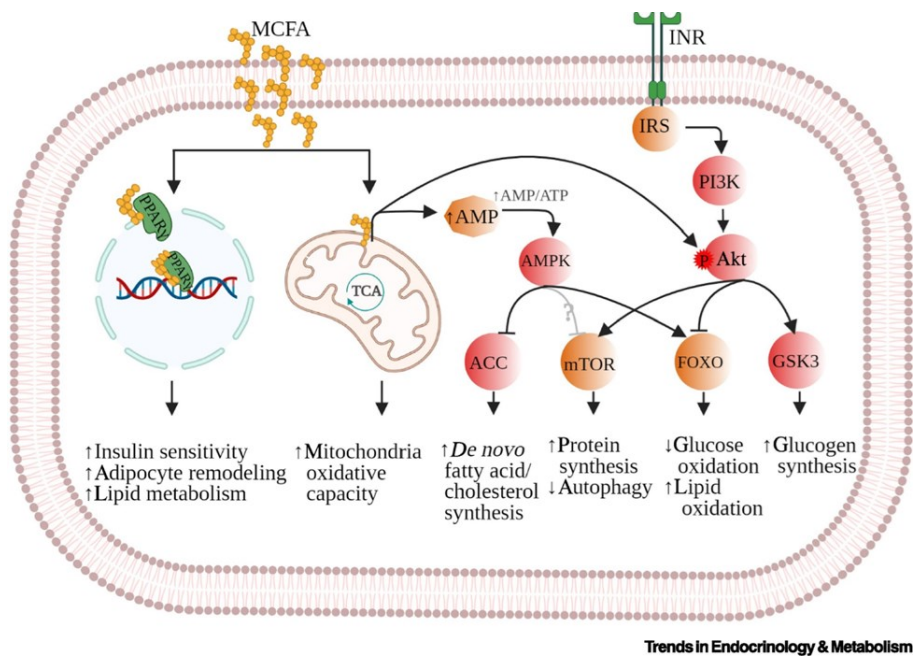 MCFA
INR
IRS
PI3K
PPARγ
↑AMP/ATP
↑AMP
P Akt
PPARγ
AMPK
TCA
ACC
mTOR
FOXO
GSK3
?
↑Insulin sensitivity
↑Adipocyte remodeling
↑Lipid metabolism
↑Mitochondria
oxidative
capacity
↑De novo
fatty acid/
cholesterol
synthesis
↑Protein
synthesis
↓Autophagy
↓Glucose
oxidation
↑Lipid
oxidation
↑Glucogen
synthesis
Trends in Endocrinology & Metabolism